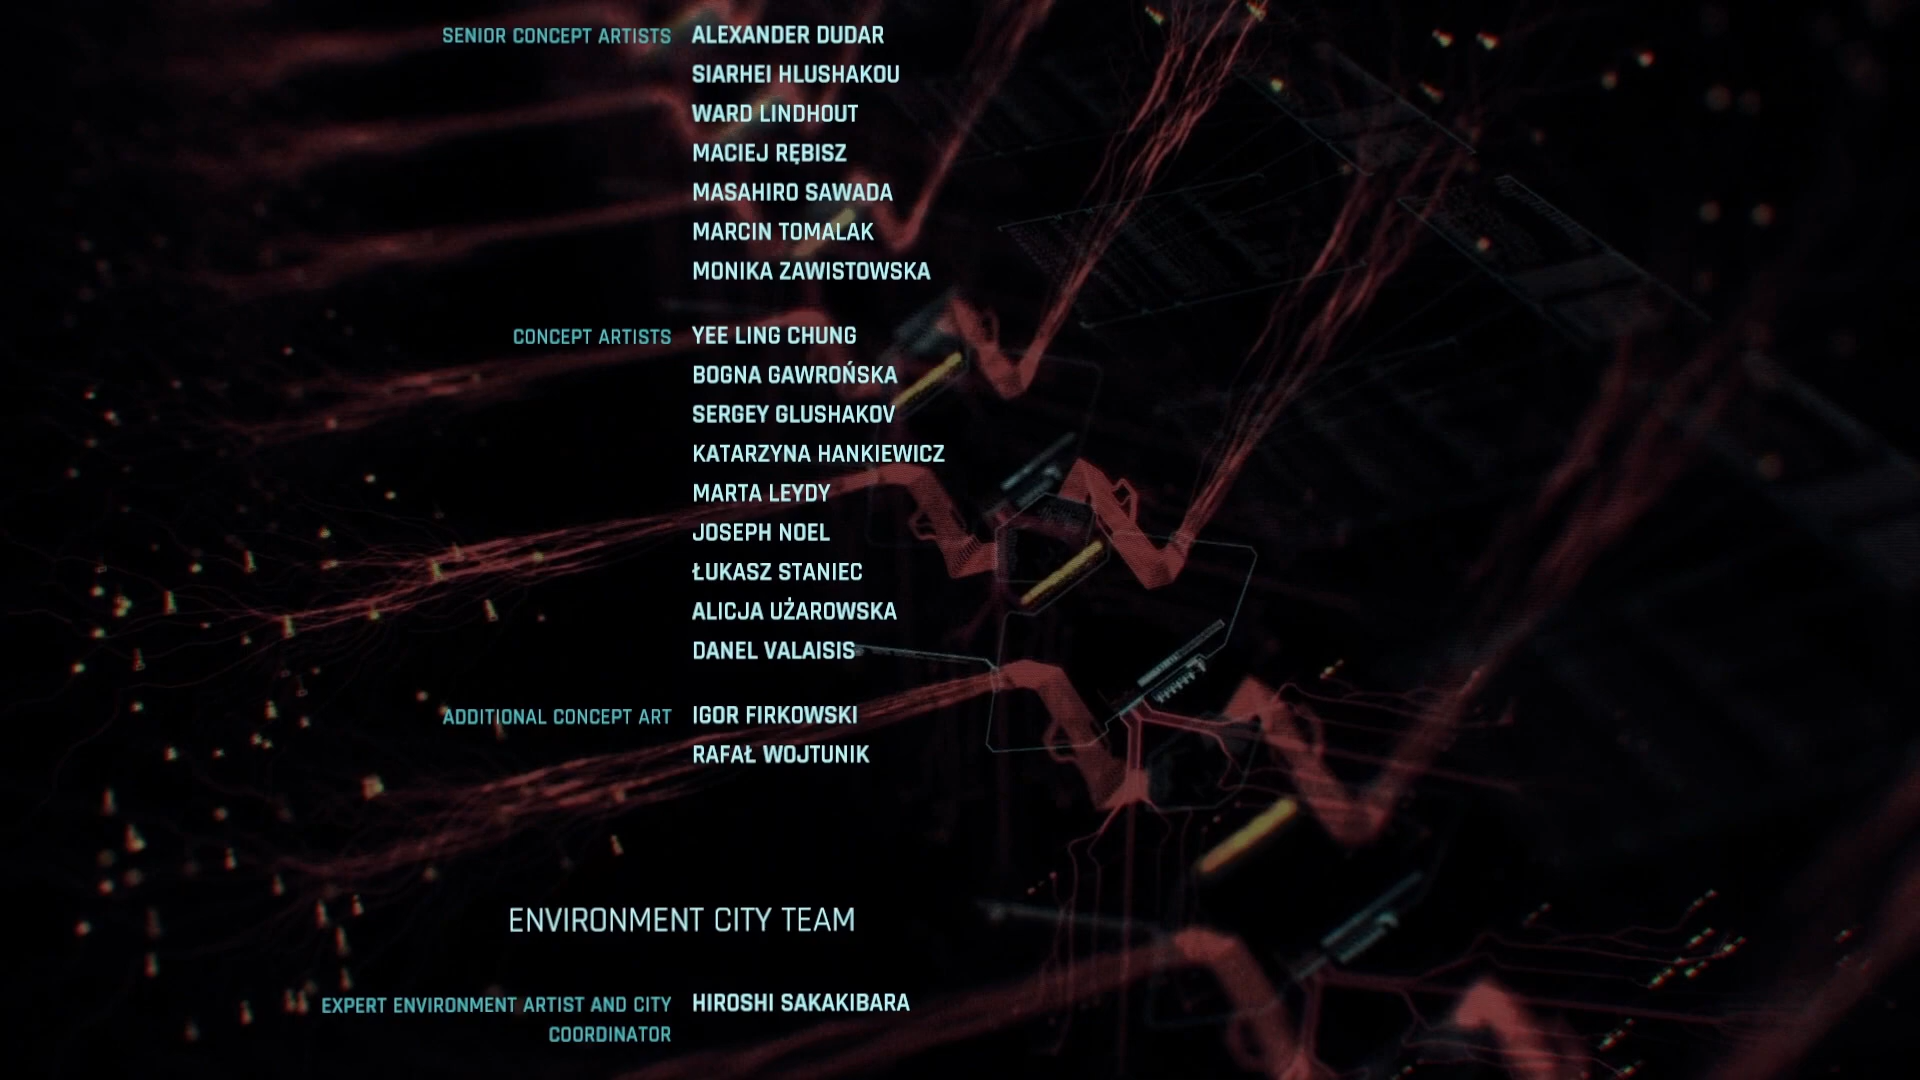 SENIOR CONCEPT ARTISTS ALEXANDER DUDAR
SIARHEI HLUSHAKOU
WARD LINDHOUT
MACIEJ RĘBISZ
MASAHIRO SAWADA
MARCIN TOMALAK
MONIKA ZAWISTOWSKA
CONCEPT ARTISTS YEE LING CHUNG
BOGNA GAWROŃSKA
SERGEY GLUSHAKOV
KATARZYNA HANKIEWICZ
MARTA LEYDY
JOSEPH NOEL
ŁUKASZ STANIEC
ALICJA UŻAROWSKA
DANEL VALAISIS
ADDITIONAL CONCEPT ART IGOR FIRKOWSKI
RAFAŁ WOJTUNIK
ENVIRONMENT CITY TEAM
EXPERT ENVIRONMENT ARTIST AND CITY HIROSHI SAKAKIBARA
COORDINATOR